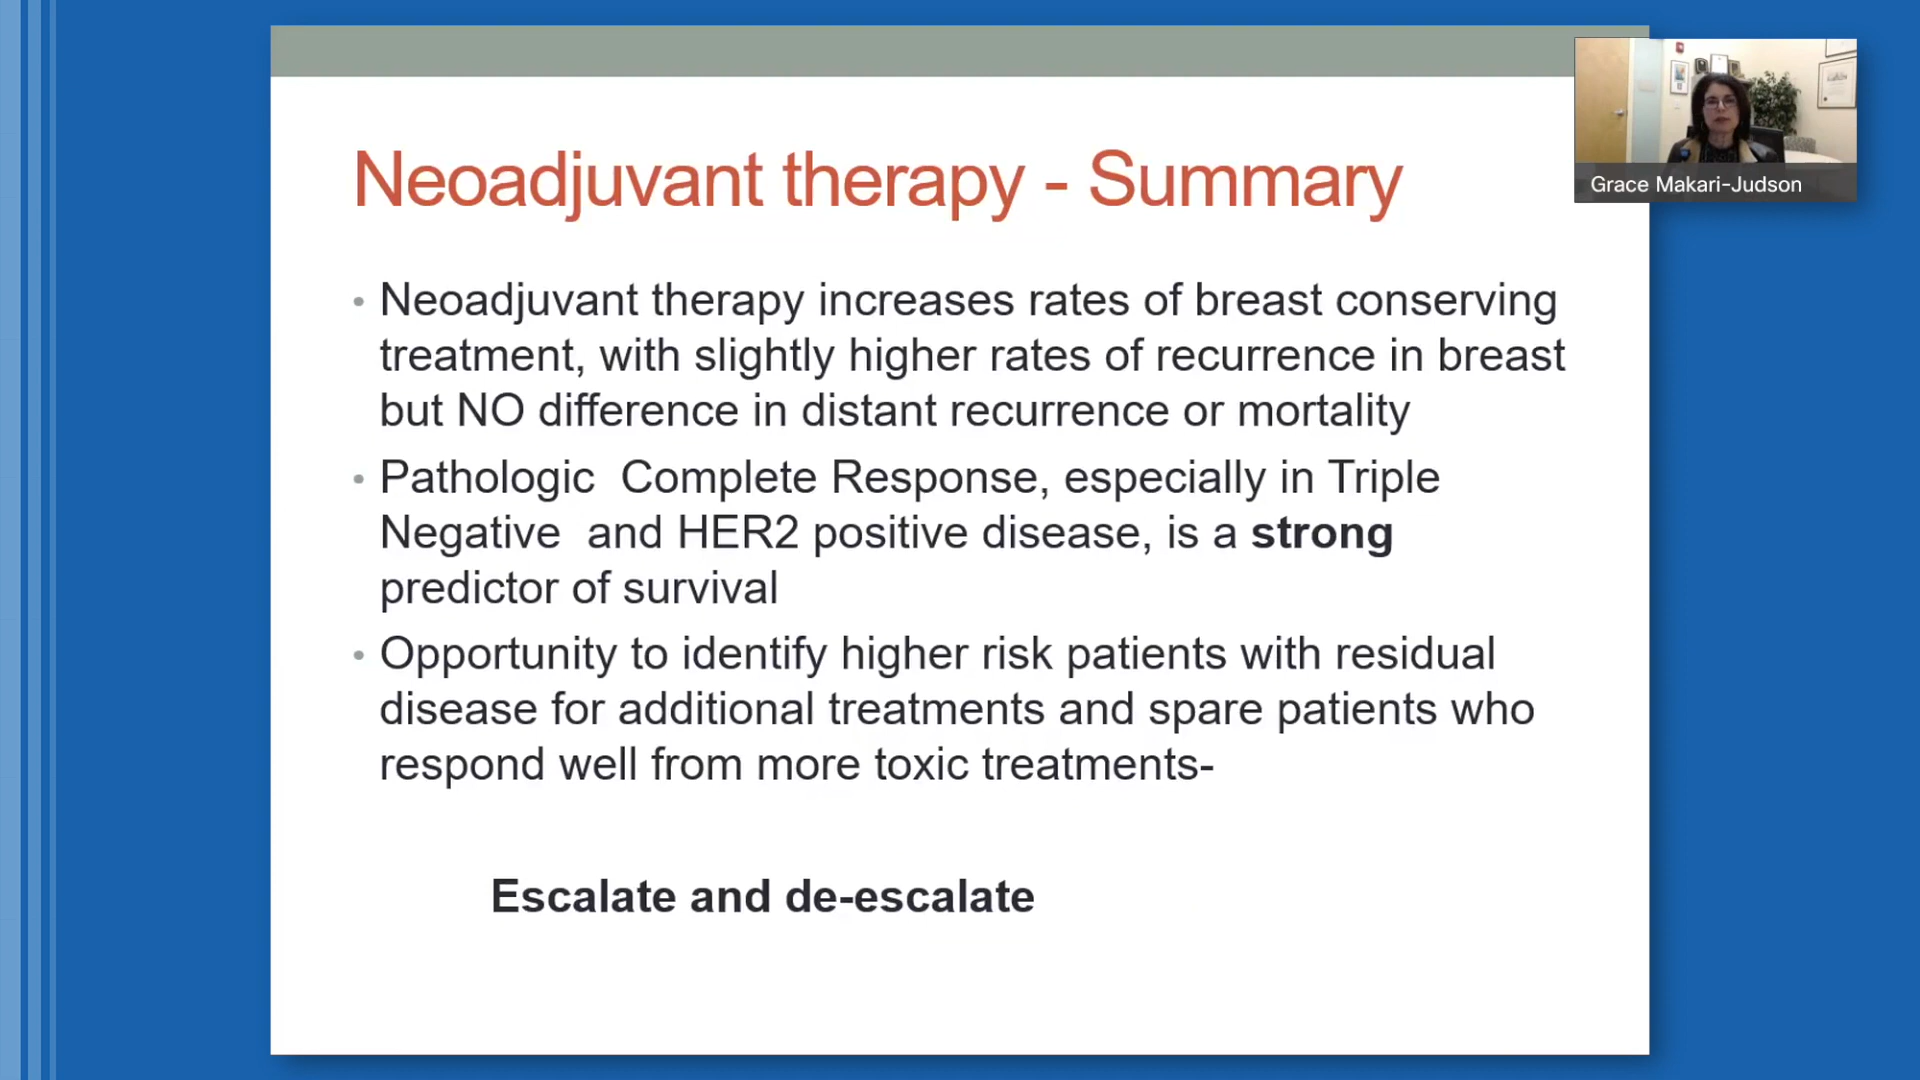 Neoadjuvant therapy - Summary
Grace Makari-Judson
• Neoadjuvant therapy increases rates of breast conserving
treatment, with slightly higher rates of recurrence in breast
but NO difference in distant recurrence or mortality
• Pathologic  Complete Response, especially in Triple
Negative  and HER2 positive disease, is a strong
predictor of survival
• Opportunity to identify higher risk patients with residual
disease for additional treatments and spare patients who
respond well from more toxic treatments-
Escalate and de-escalate